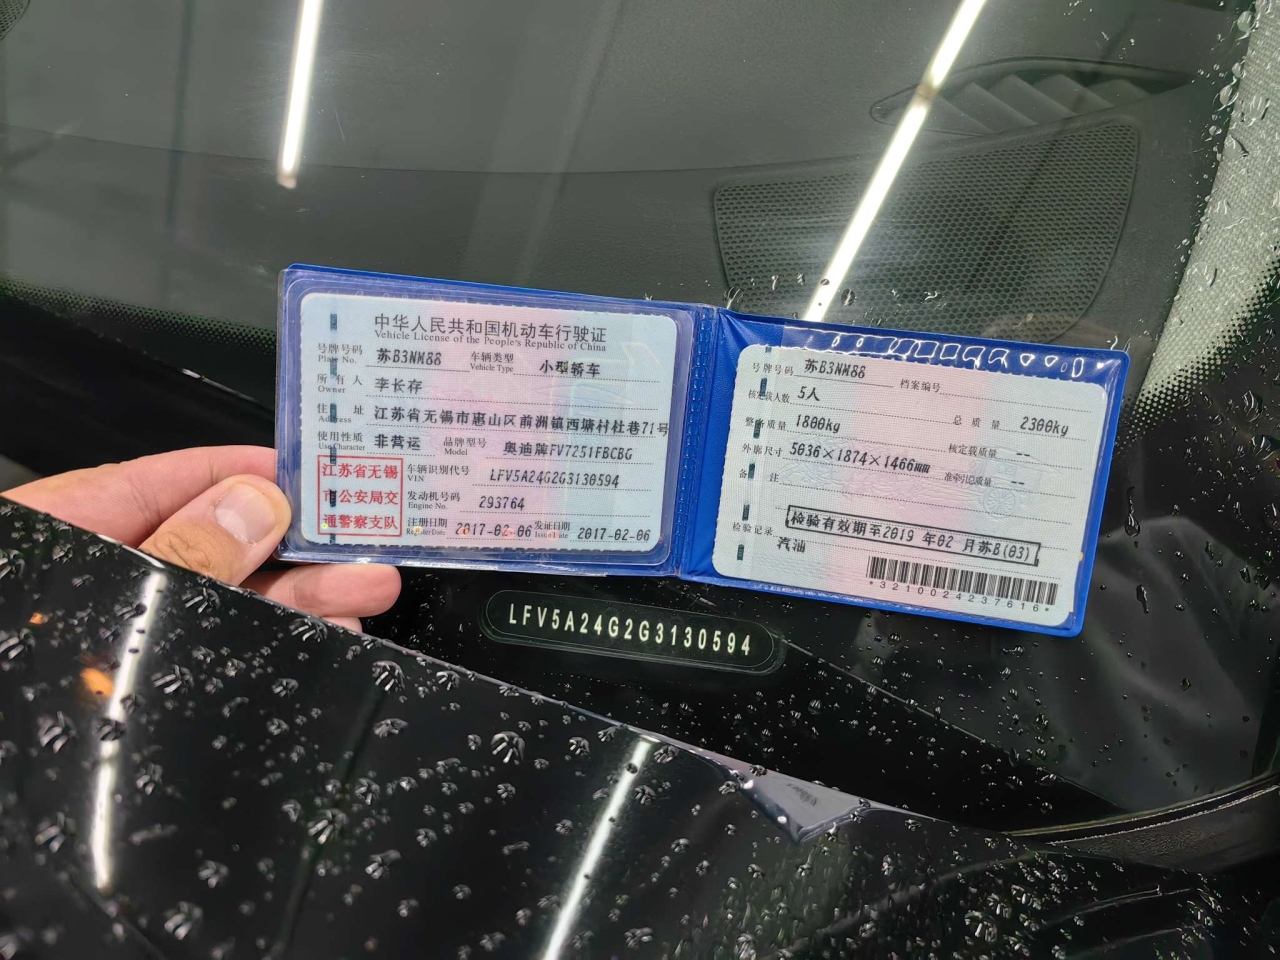 中华人民共和国机动车行驶证
Vehicle License of the People's Republic of China
号牌号码 苏B3NM88 车辆类型 小型轿车
Plate No. Vehicle Type
所有人 李长存
Owner
住址 江苏省无锡市惠山区前洲镇西塘村杜巷71号
Address
使用性质 非营运 品牌型号 奥迪牌FV7251FBCBG
Use Character Model
江苏省无锡
市公安局交
通警察支队
车辆识别代号 LFV5A24G2G3130594
VIN
发动机号码 293764
Engine No.
注册日期 2017-02-06 发证日期 2017-02-06
Register Date Issue Date
号牌号码 苏B3NM88 档案编号
核定载人数 5人 总质量 2300kg
整备质量 1800kg 核定载质量 --
外廓尺寸 5036×1874×1466mm 准牵引总质量 --
备注
检验有效期至2019年02月苏B(03)
检验记录
汽油
*3210024237616*
LFV5A24G2G3130594